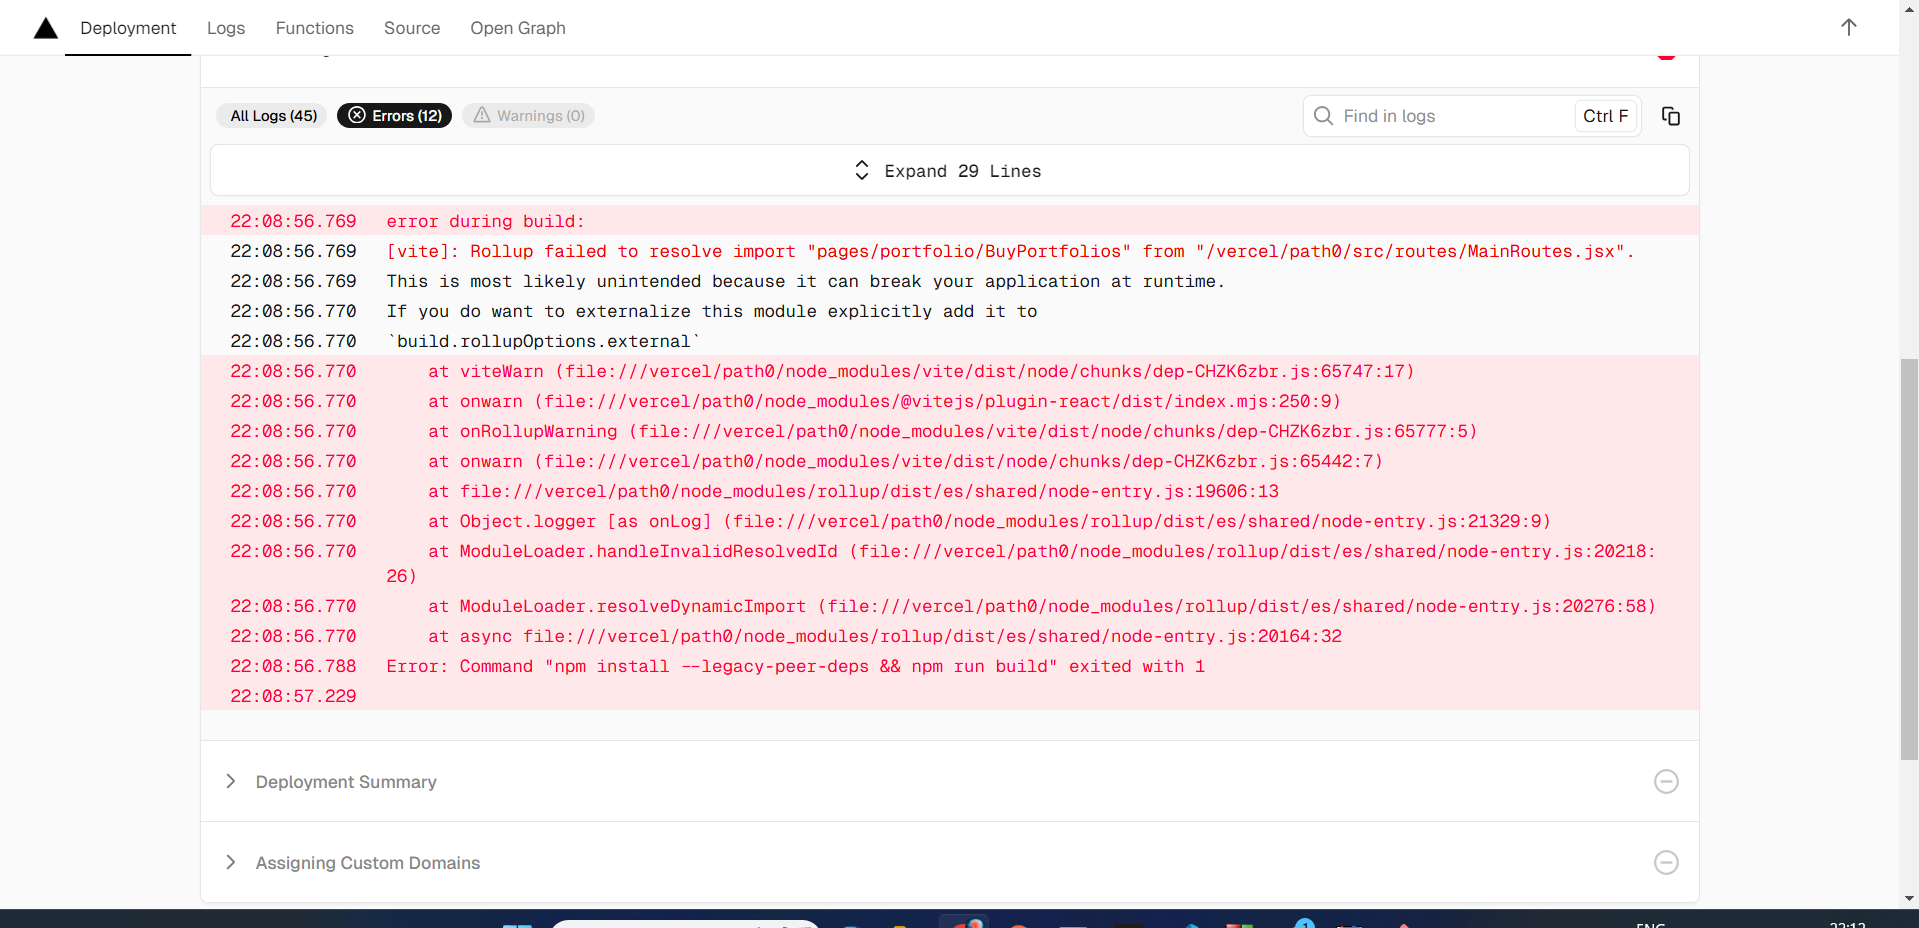 Deployment
Logs
Functions
Source
Open Graph
All Logs (45)
Errors (12)
Warnings (0)
Find in logs
Ctrl F
Expand 29 Lines
22:08:56.769 error during build:
22:08:56.769 [vite]: Rollup failed to resolve import "pages/portfolio/BuyPortfolios" from "/vercel/path0/src/routes/MainRoutes.jsx".
22:08:56.769 This is most likely unintended because it can break your application at runtime.
22:08:56.770 If you do want to externalize this module explicitly add it to
22:08:56.770 `build.rollupOptions.external`
22:08:56.770 at viteWarn (file:///vercel/path0/node_modules/vite/dist/node/chunks/dep-CHZK6zbr.js:65747:17)
22:08:56.770 at onwarn (file:///vercel/path0/node_modules/@vitejs/plugin-react/dist/index.mjs:250:9)
22:08:56.770 at onRollupWarning (file:///vercel/path0/node_modules/vite/dist/node/chunks/dep-CHZK6zbr.js:65777:5)
22:08:56.770 at onwarn (file:///vercel/path0/node_modules/vite/dist/node/chunks/dep-CHZK6zbr.js:65442:7)
22:08:56.770 at file:///vercel/path0/node_modules/rollup/dist/es/shared/node-entry.js:19606:13
22:08:56.770 at Object.logger [as onLog] (file:///vercel/path0/node_modules/rollup/dist/es/shared/node-entry.js:21329:9)
22:08:56.770 at ModuleLoader.handleInvalidResolvedId (file:///vercel/path0/node_modules/rollup/dist/es/shared/node-entry.js:20218:
26)
22:08:56.770 at ModuleLoader.resolveDynamicImport (file:///vercel/path0/node_modules/rollup/dist/es/shared/node-entry.js:20276:58)
22:08:56.770 at async file:///vercel/path0/node_modules/rollup/dist/es/shared/node-entry.js:20164:32
22:08:56.788 Error: Command "npm install --legacy-peer-deps && npm run build" exited with 1
22:08:57.229
Deployment Summary
Assigning Custom Domains